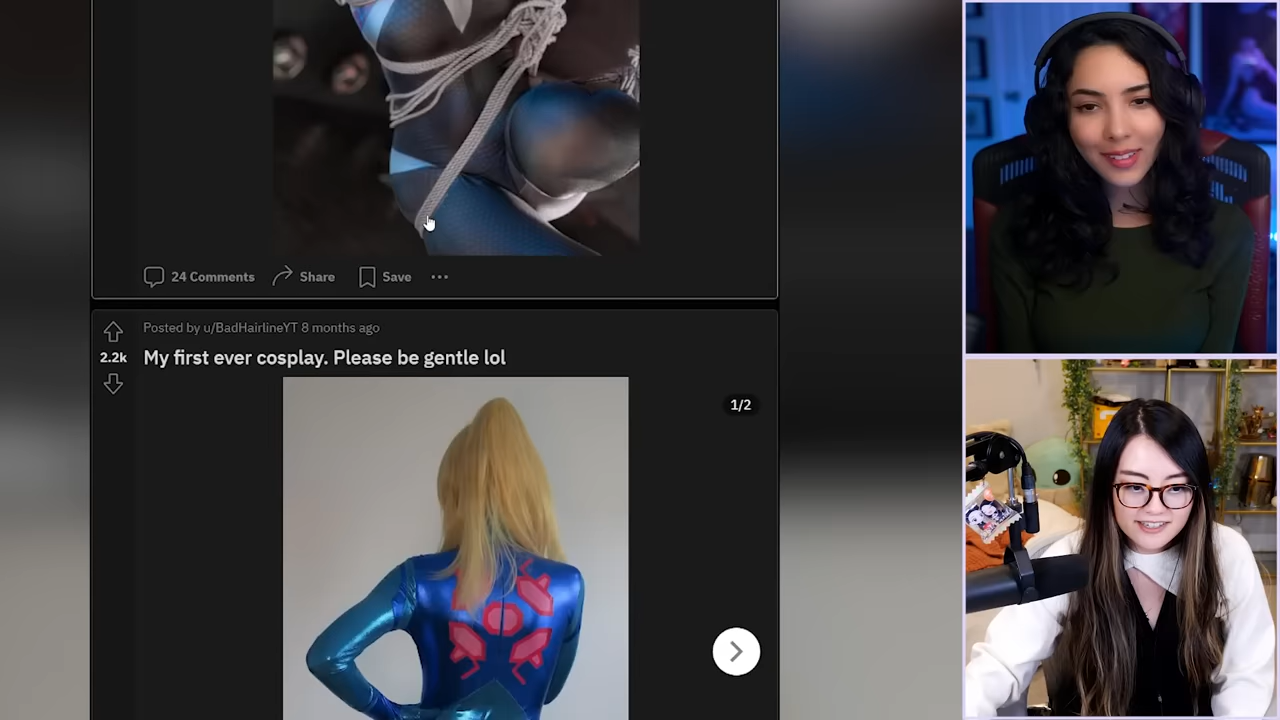 24 Comments
Share
Save
Posted by u/BadHairlineYT 8 months ago
2.2k
My first ever cosplay. Please be gentle lol
1/2